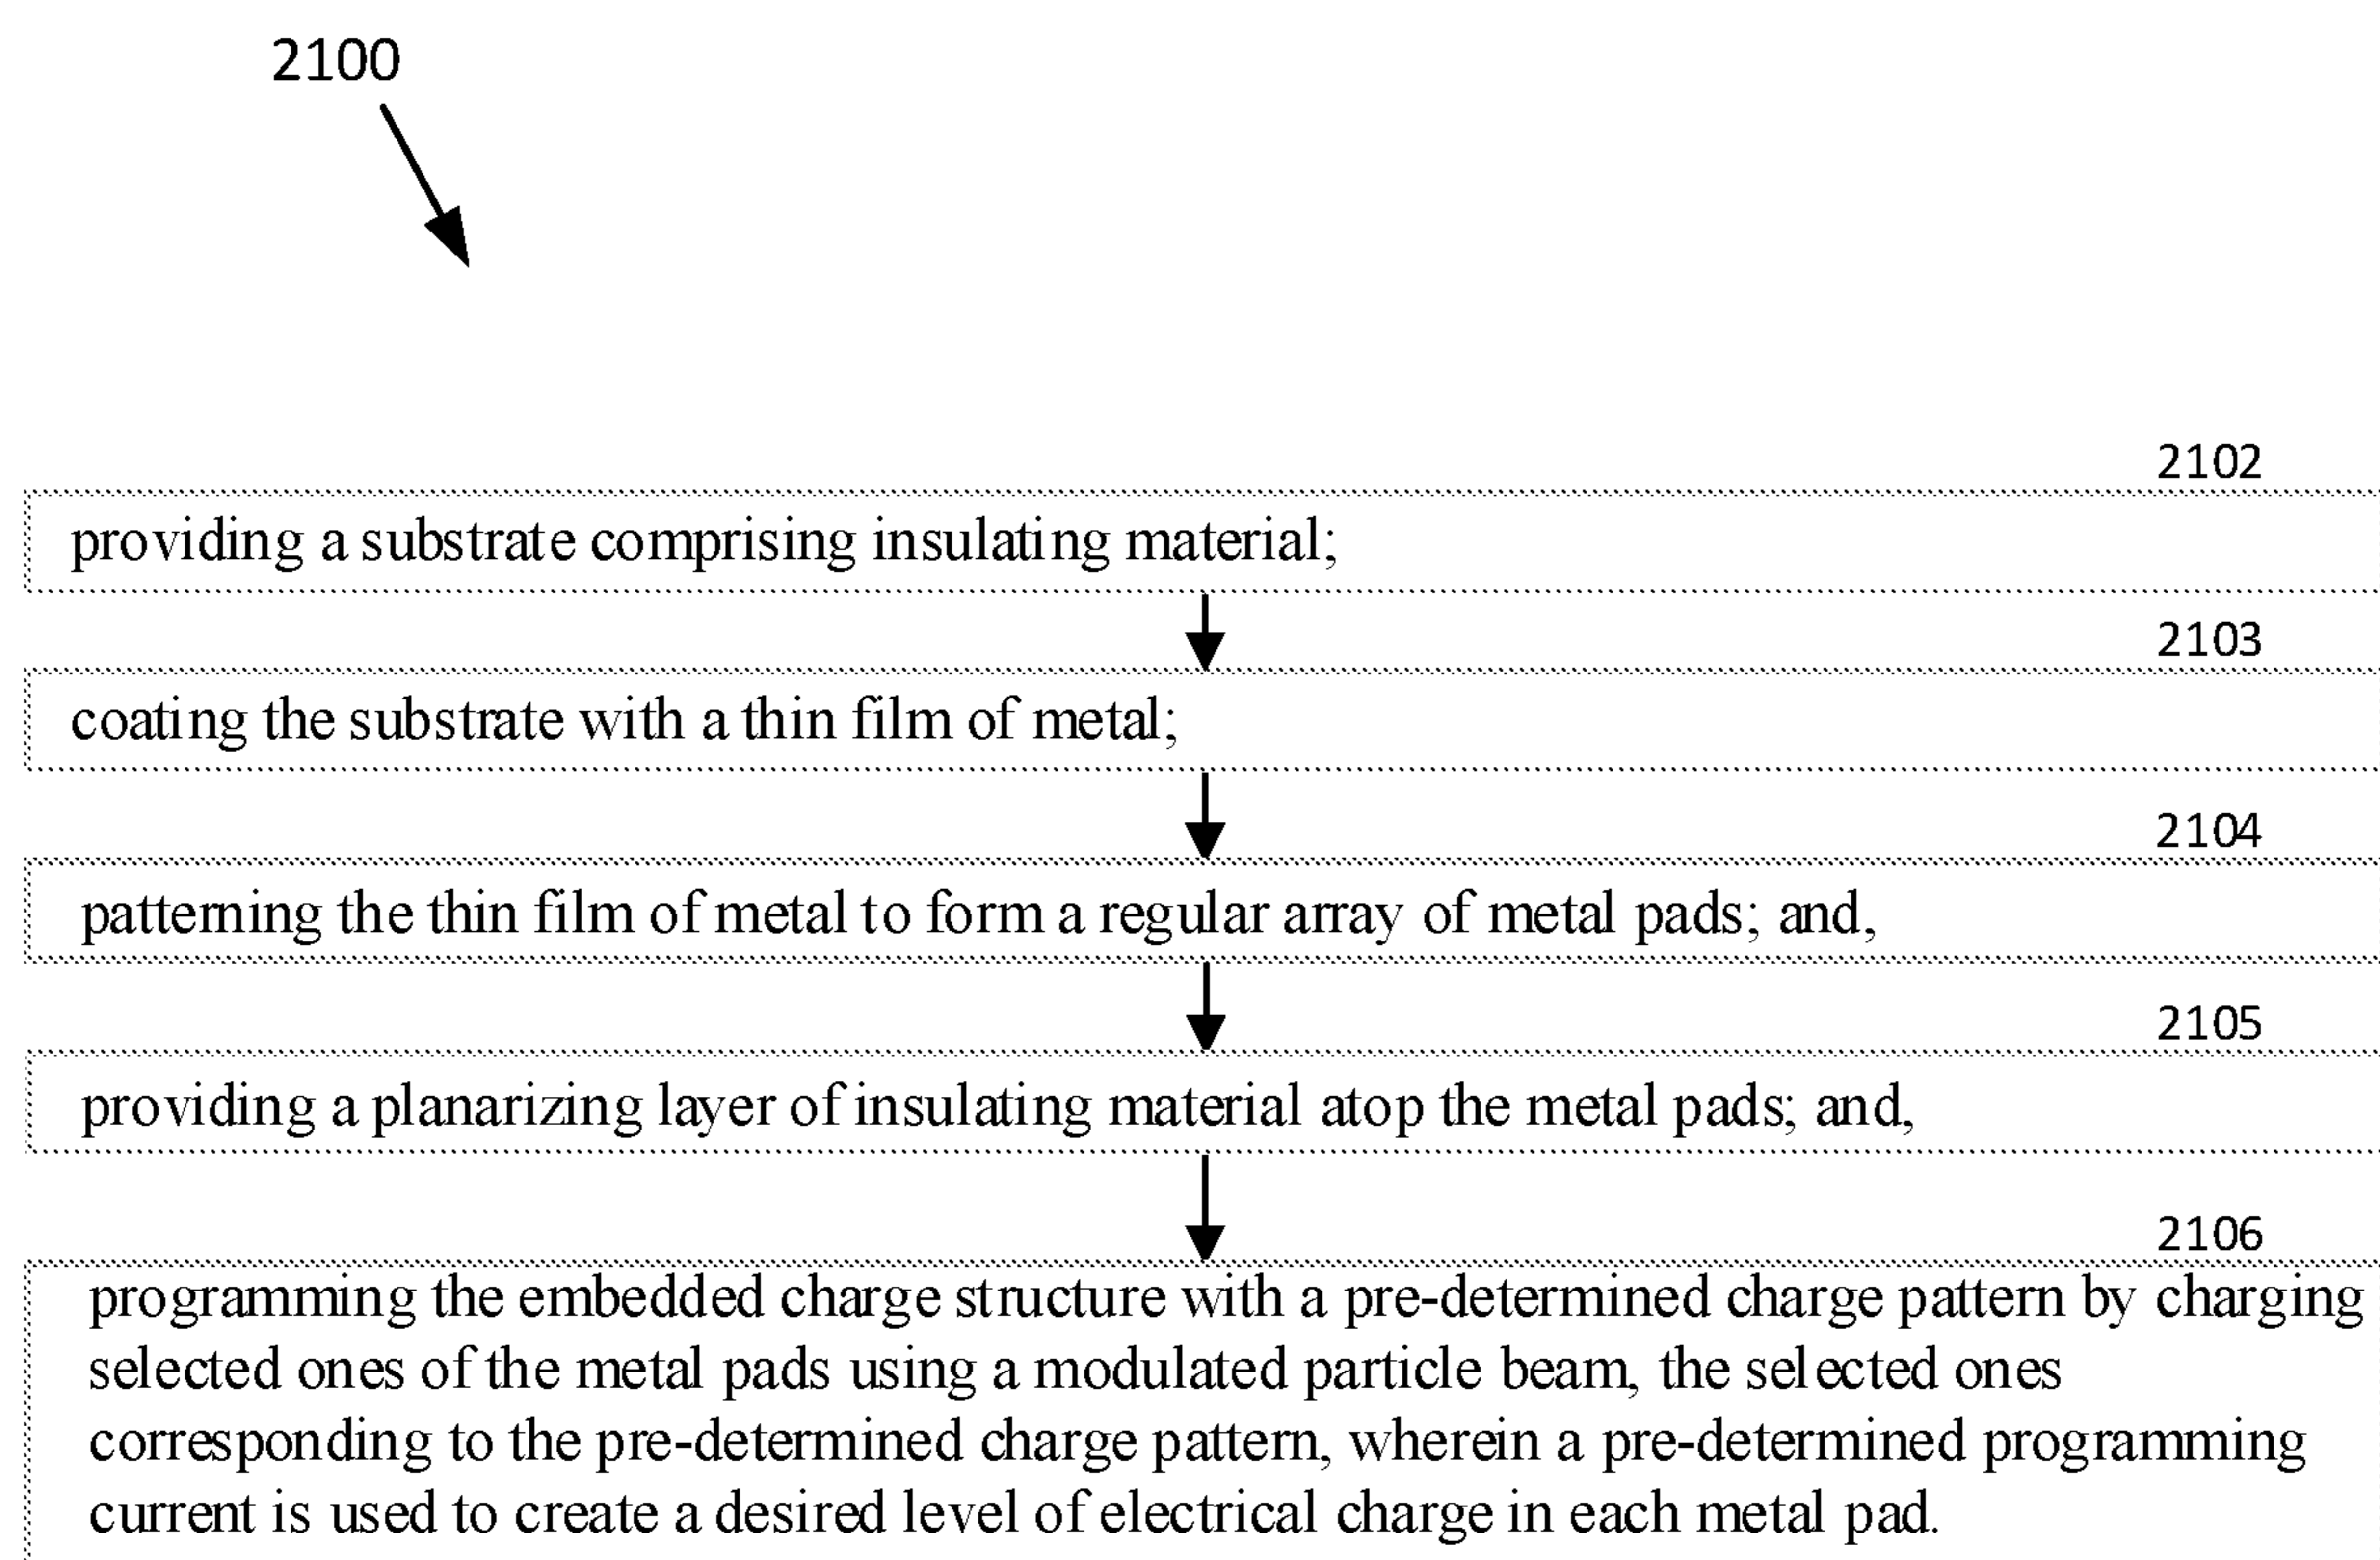 2100
2102
providing a substrate comprising insulating material;
2103
coating the substrate with a thin film of metal;
2104
patterning the thin film of metal to form a regular array of metal pads; and,
2105
providing a planarizing layer of insulating material atop the metal pads; and,
2106
programming the embedded charge structure with a pre-determined charge pattern by charging
selected ones of the metal pads using a modulated particle beam, the selected ones
corresponding to the pre-determined charge pattern, wherein a pre-determined programming
current is used to create a desired level of electrical charge in each metal pad.